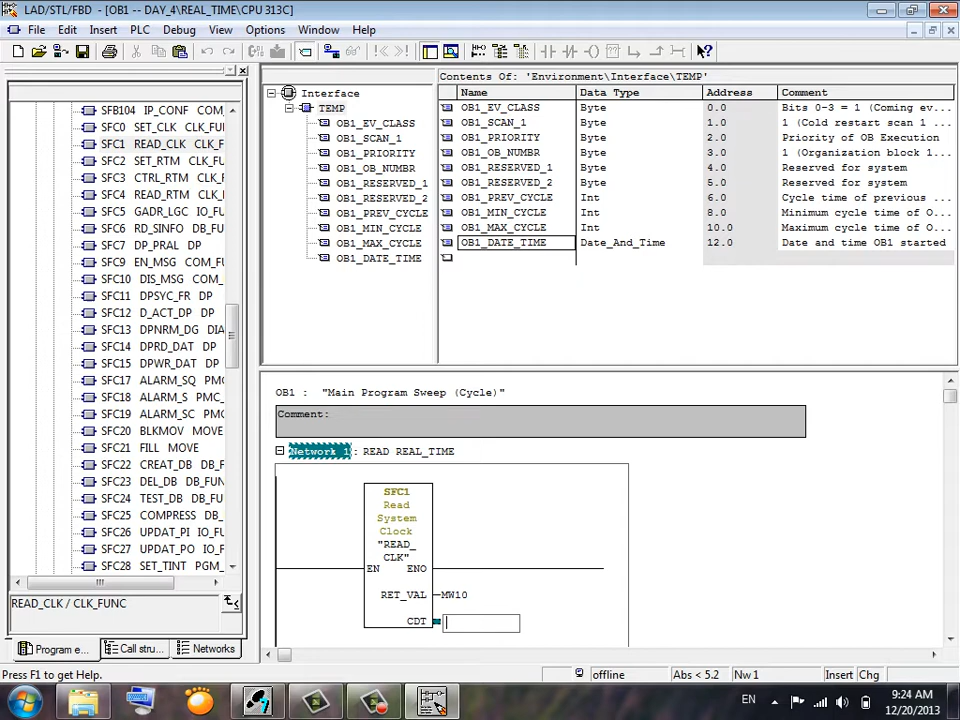 LAD/STL/FBD - [OB1 -- DAY_4\REAL_TIME\CPU 313C]
File Edit Insert PLC Debug View Options Window Help
SFB104 IP_CONF COM_
SFC0 SET_CLK CLK_FU
SFC1 READ_CLK CLK_F
SFC2 SET_RTM CLK_FU
SFC3 CTRL_RTM CLK_F
SFC4 READ_RTM CLK_F
SFC5 GADR_LGC IO_FU
SFC6 RD_SINFO DB_FU
SFC7 DP_PRAL DP
SFC9 EN_MSG COM_FU
SFC10 DIS_MSG COM_
SFC11 DPSYC_FR DP
SFC12 D_ACT_DP DP
SFC13 DPNRM_DG DIA
SFC14 DPRD_DAT DP
SFC15 DPWR_DAT DP
SFC17 ALARM_SQ PMC
SFC18 ALARM_S PMC_
SFC19 ALARM_SC PMC
SFC20 BLKMOV MOVE
SFC21 FILL MOVE
SFC22 CREAT_DB DB_F
SFC23 DEL_DB DB_FUN
SFC24 TEST_DB DB_FU
SFC25 COMPRESS DB_
SFC26 UPDAT_PI IO_F
SFC27 UPDAT_PO IO_F
SFC28 SET_TINT PGM_
READ_CLK / CLK_FUNC
Program e... Call stru... Networks
Interface
TEMP
OB1_EV_CLASS
OB1_SCAN_1
OB1_PRIORITY
OB1_OB_NUMBR
OB1_RESERVED_1
OB1_RESERVED_2
OB1_PREV_CYCLE
OB1_MIN_CYCLE
OB1_MAX_CYCLE
OB1_DATE_TIME
Contents Of: 'Environment\Interface\TEMP'
Name Data Type Address Comment
OB1_EV_CLASS Byte 0.0 Bits 0-3 = 1 (Coming ev...
OB1_SCAN_1 Byte 1.0 1 (Cold restart scan 1 ...
OB1_PRIORITY Byte 2.0 Priority of OB Execution
OB1_OB_NUMBR Byte 3.0 1 (Organization block 1...
OB1_RESERVED_1 Byte 4.0 Reserved for system
OB1_RESERVED_2 Byte 5.0 Reserved for system
OB1_PREV_CYCLE Int 6.0 Cycle time of previous ...
OB1_MIN_CYCLE Int 8.0 Minimum cycle time of O...
OB1_MAX_CYCLE Int 10.0 Maximum cycle time of O...
OB1_DATE_TIME Date_And_Time 12.0 Date and time OB1 started
OB1 : "Main Program Sweep (Cycle)"
Comment:
Network 1: READ REAL_TIME
SFC1
Read
System
Clock
"READ_
CLK"
EN ENO
RET_VAL MW10
CDT
Press F1 to get Help. offline Abs < 5.2 Nw 1 Insert Chg
EN 9:24 AM
12/20/2013